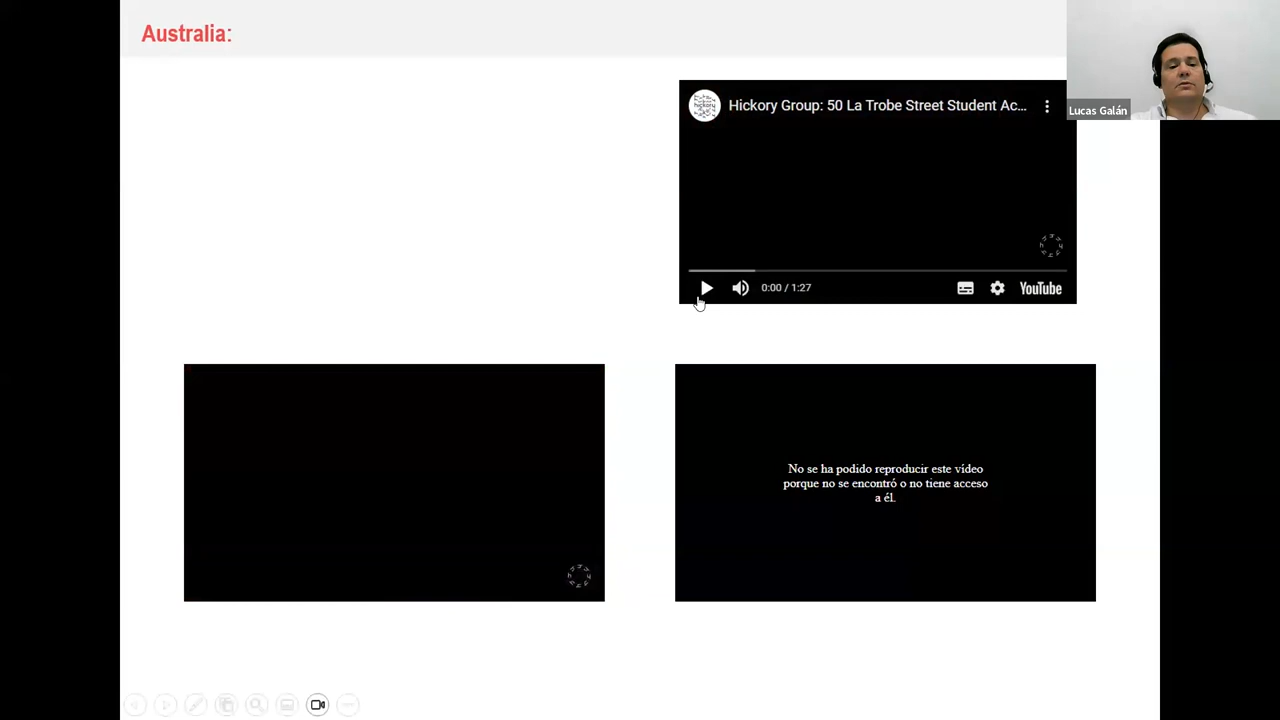 Australia:
Hickory Group: 50 La Trobe Street Student Ac...
Lucas Galán
0:00 / 1:27
YouTube
No se ha podido reproducir este vídeo
porque no se encontró o no tiene acceso
a él.